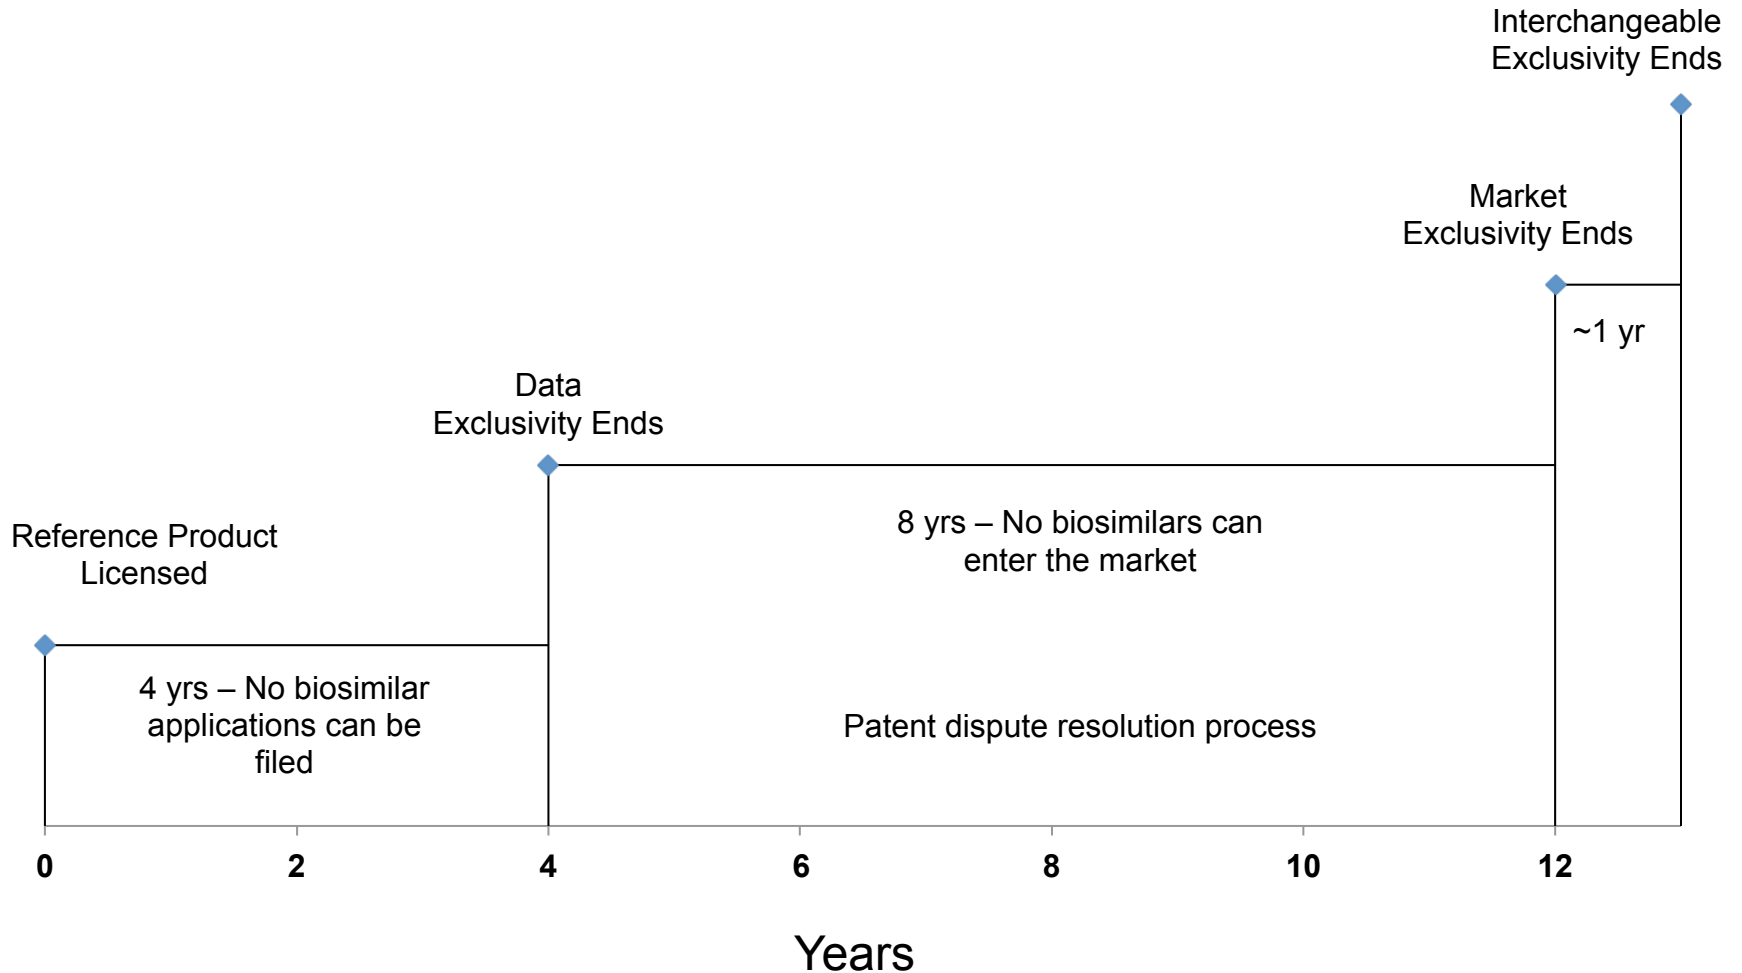 Interchangeable
Exclusivity Ends
Market
Exclusivity Ends
~1 yr
Data
Exclusivity Ends
8 yrs – No biosimilars can
enter the market
Reference Product
Licensed
4 yrs – No biosimilar
applications can be
filed
Patent dispute resolution process
0 2 4 6 8 10 12
Years